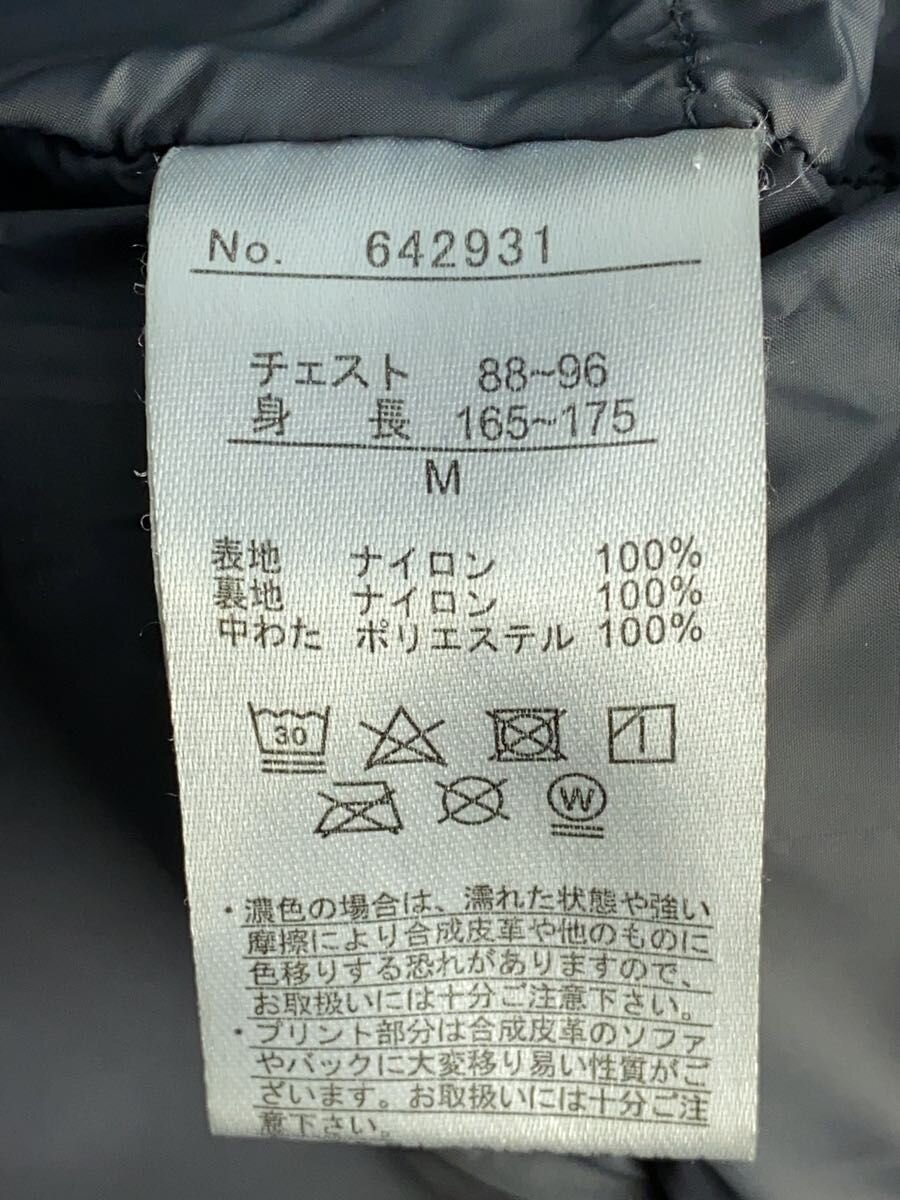 No. 642931
チェスト 88~96
身長 165~175
M
表地 ナイロン 100%
裏地 ナイロン 100%
中わた ポリエステル 100%
30
W
・濃色の場合は、濡れた状態や強い
摩擦により合成皮革や他のものに
色移りする恐れがありますので、
お取扱いには十分ご注意下さい。
・プリント部分は合成皮革のソファ
やバックに大変移り易い性質がご
ざいます。お取扱いには十分ご注
意下さい。